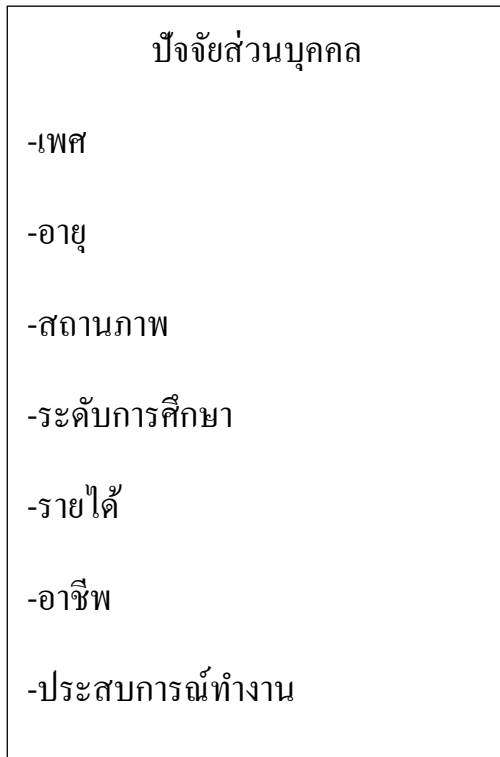 ปัจจัยส่วนบุคคล
-เพศ
-อายุ
-สถานภาพ
-ระดับการศึกษา
-รายได้
-อาชีพ
-ประสบการณ์ทำงาน